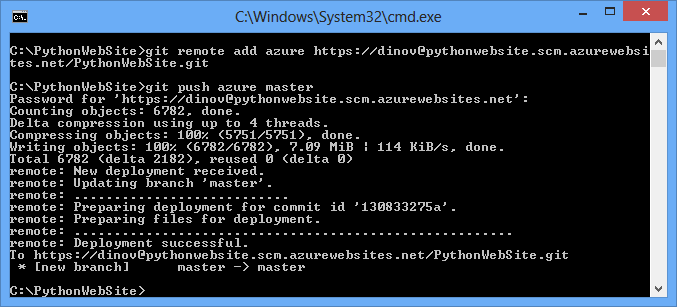 C:\Windows\System32\cmd.exe
C:\PythonWebSite>git remote add azure https://dinov@pythonwebsite.scm.azurewebsi
tes.net/PythonWebSite.git
C:\PythonWebSite>git push azure master
Password for 'https://dinov@pythonwebsite.scm.azurewebsites.net':
Counting objects: 6782, done.
Delta compression using up to 4 threads.
Compressing objects: 100% (5751/5751), done.
Writing objects: 100% (6782/6782), 7.09 MiB ¦ 114 KiB/s, done.
Total 6782 (delta 2182), reused 0 (delta 0)
remote: New deployment received.
remote: Updating branch 'master'.
remote: ...........................
remote: Preparing deployment for commit id '130833275a'.
remote: Preparing files for deployment.
remote: .......................................................
remote: Deployment successful.
To https://dinov@pythonwebsite.scm.azurewebsites.net/PythonWebSite.git
 * [new branch]      master -> master
C:\PythonWebSite>